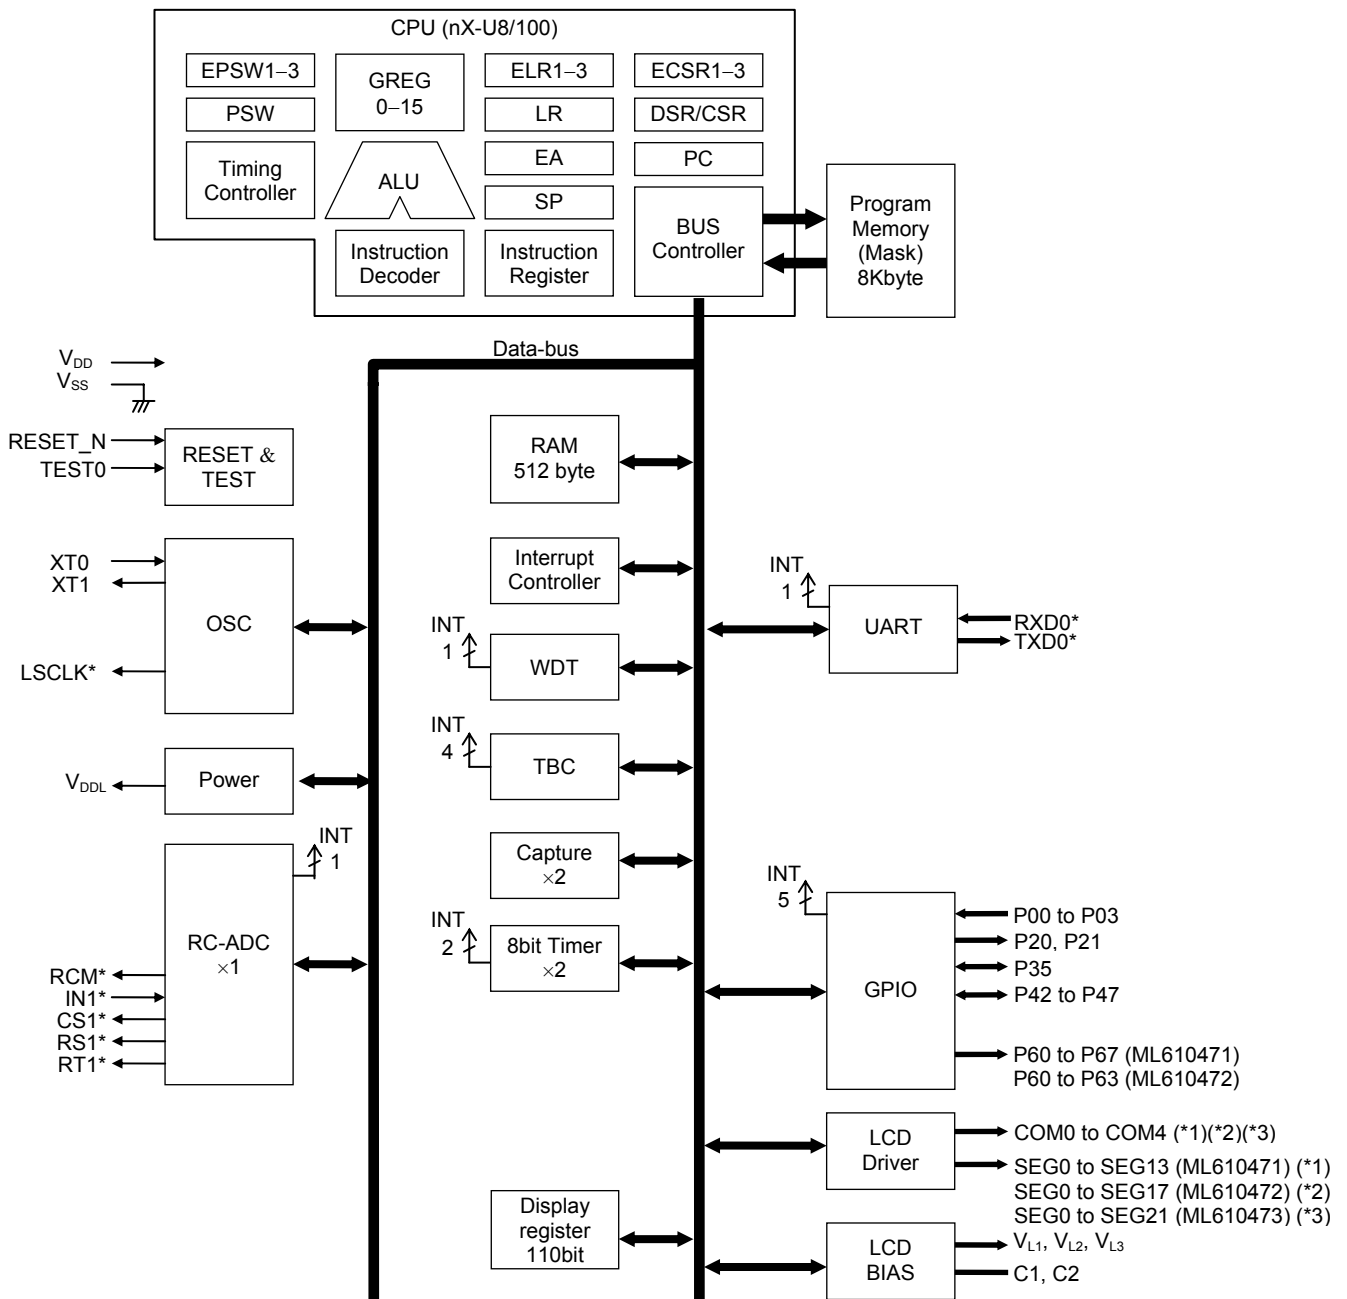 CPU (nX-U8/100)
EPSW1–3
GREG
0–15
ELR1–3
ECSR1–3
PSW
LR
DSR/CSR
Timing
Controller
ALU
EA
PC
SP
BUS
Controller
Program
Memory
(Mask)
8Kbyte
Instruction
Decoder
Instruction
Register
Data-bus
VDD
VSS
RESET_N
TEST0
RESET &
TEST
RAM
512 byte
XT0
XT1
LSCLK*
OSC
Interrupt
Controller
INT
1
WDT
INT
1
UART
RXD0*
TXD0*
INT
4
TBC
VDDL
Power
INT
1
RC-ADC
×1
RCM*
IN1*
CS1*
RS1*
RT1*
Capture
×2
INT
2
8bit Timer
×2
INT
5
GPIO
P00 to P03
P20, P21
P35
P42 to P47
P60 to P67 (ML610471)
P60 to P63 (ML610472)
LCD
Driver
COM0 to COM4 (*1)(*2)(*3)
SEG0 to SEG13 (ML610471) (*1)
SEG0 to SEG17 (ML610472) (*2)
SEG0 to SEG21 (ML610473) (*3)
Display
register
110bit
LCD
BIAS
VL1, VL2, VL3
C1, C2